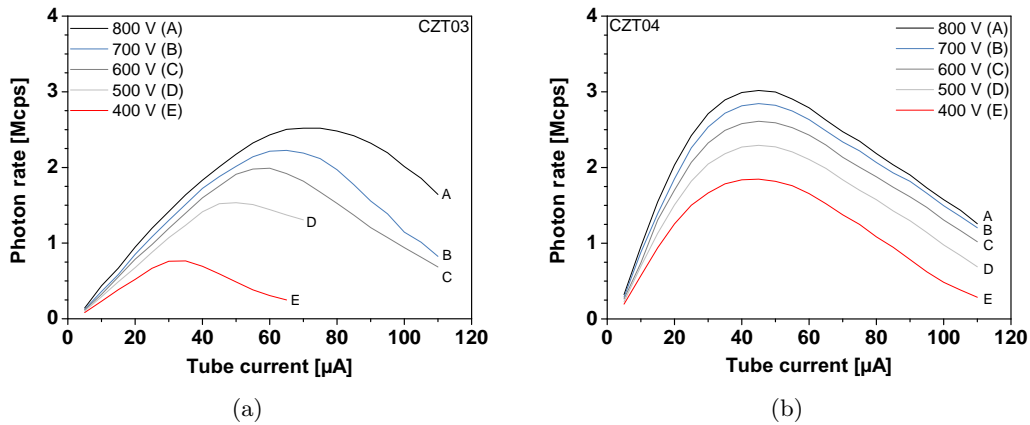 4
3
2
1
0
Photon rate [Mcps]
800 V (A)
700 V (B)
600 V (C)
500 V (D)
400 V (E)
CZT03
A
B
C
D
E
0 20 40 60 80 100 120
Tube current [µA]
(a)
4
3
2
1
0
Photon rate [Mcps]
CZT04
800 V (A)
700 V (B)
600 V (C)
500 V (D)
400 V (E)
A
B
C
D
E
0 20 40 60 80 100 120
Tube current [µA]
(b)